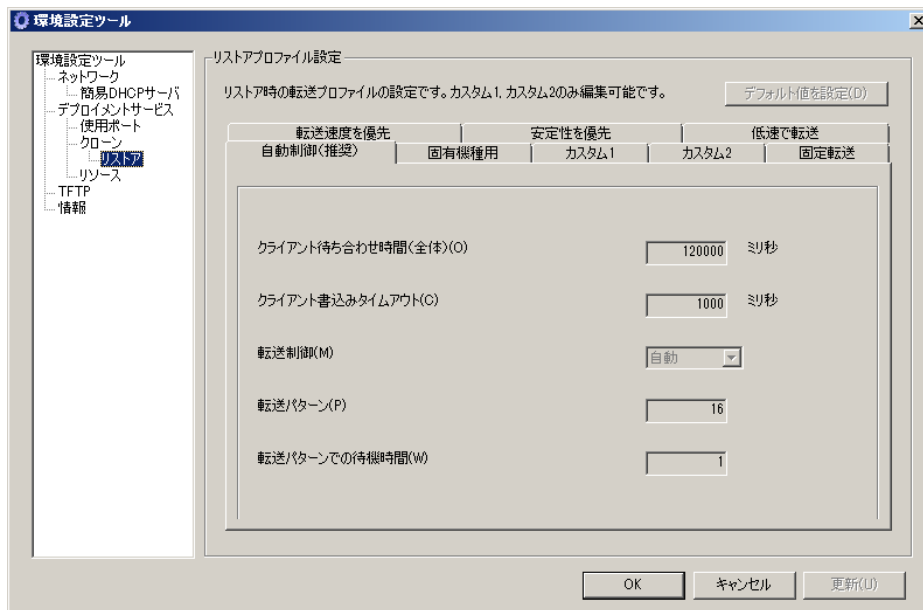 環境設定ツール
環境設定ツール
ネットワーク
簡易DHCPサーバ
デプロイメントサービス
使用ポート
クローン
リストア
リソース
TFTP
情報
リストアプロファイル設定
リストア時の転送プロファイルの設定です。カスタム1, カスタム2のみ編集可能です。
デフォルト値を設定(D)
転送速度を優先
安定性を優先
低速で転送
自動制御(推奨)
固有機種用
カスタム1
カスタム2
固定転送
クライアント待ち合わせ時間(全体)(O) 120000 ミリ秒
クライアント書込みタイムアウト(C) 1000 ミリ秒
転送制御(M) 自動
転送パターン(P) 16
転送パターンでの待機時間(W) 1
OK
キャンセル
更新(U)